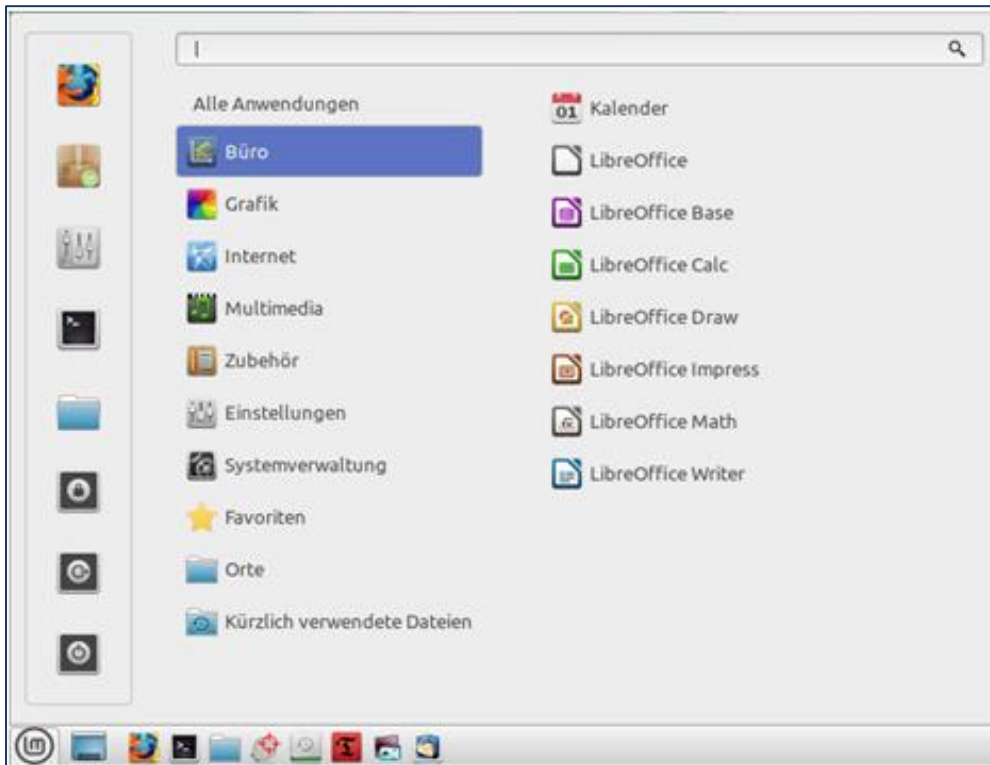 Alle Anwendungen
Büro
Grafik
Internet
Multimedia
Zubehör
Einstellungen
Systemverwaltung
Favoriten
Orte
Kürzlich verwendete Dateien
01 Kalender
LibreOffice
LibreOffice Base
LibreOffice Calc
LibreOffice Draw
LibreOffice Impress
LibreOffice Math
LibreOffice Writer